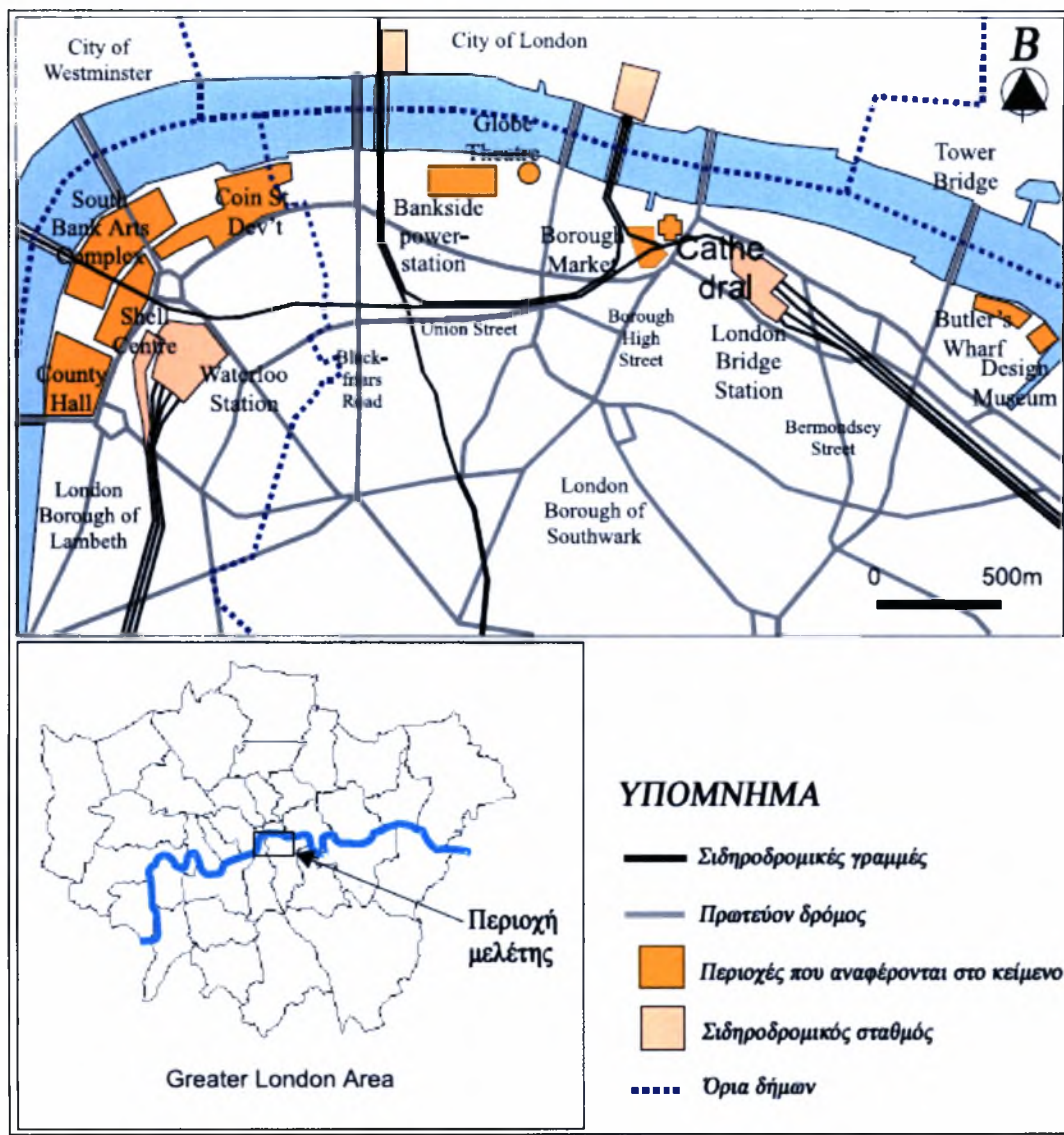 City of
Westminster
City of London
B
Globe
Theatre
Tower
Bridge
South
Bank Arts
Complex
Coin St.
Dev't
Bankside
power-
station
Borough
Market
Cathe
dral
Shell
Centre
County
Hall
Waterloo
Station
Union Street
Black-
friars
Road
Borough
High
Street
London
Bridge
Station
Butler's
Wharf
Design
Museum
Bermondsey
Street
London
Borough of
Lambeth
London
Borough of
Southwark
0 500m
Περιοχή
μελέτης
Greater London Area
ΥΠΟΜΝΗΜΑ
Σιδηροδρομικές γραμμές
Πρωτεύον δρόμος
Περιοχές που αναφέρονται στο κείμενο
Σιδηροδρομικός σταθμός
Όρια δήμων